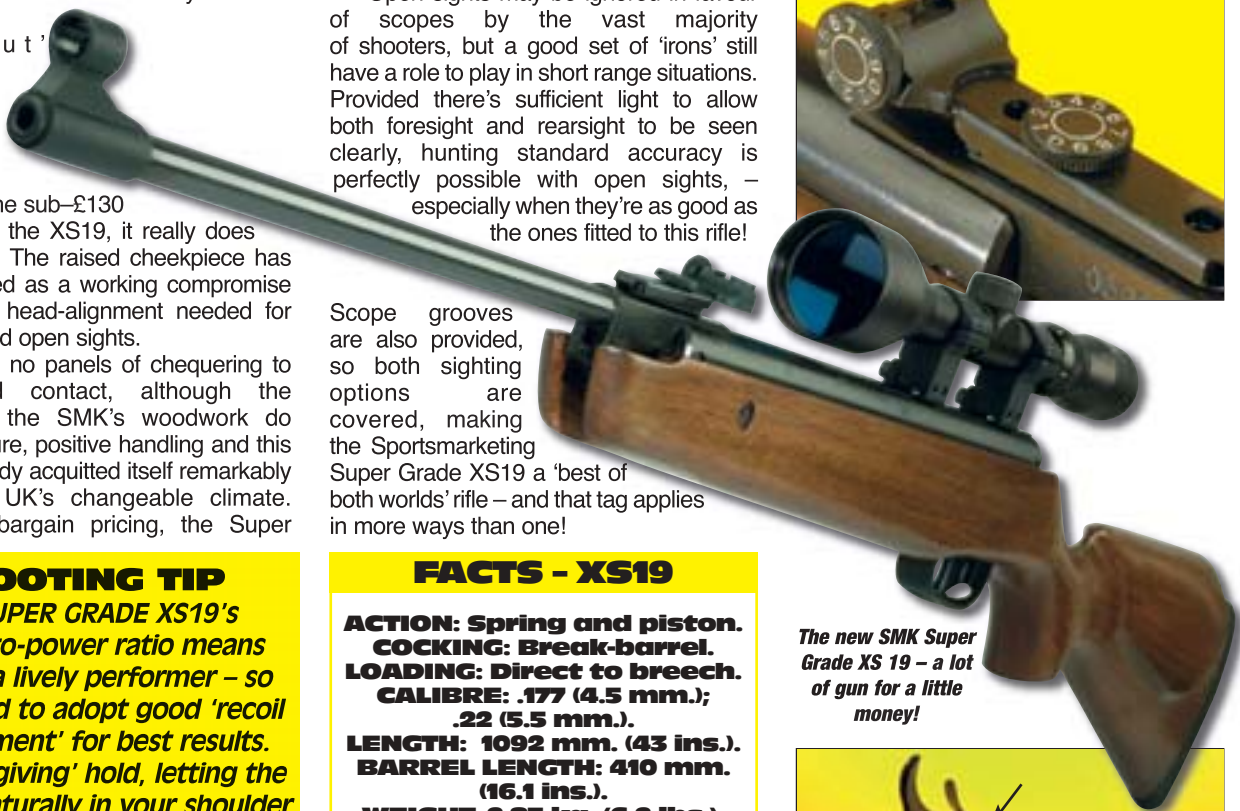 ut'
ne sub–£130
the XS19, it really does
The raised cheekpiece has
ed as a working compromise
head-alignment needed for
d open sights.
no panels of chequering to
contact, although the
the SMK's woodwork do
ure, positive handling and this
dy acquitted itself remarkably
UK's changeable climate.
bargain pricing, the Super
OOTING TIP
UPER GRADE XS19's
o-power ratio means
a lively performer – so
d to adopt good 'recoil
ment' for best results.
giving' hold, letting the
aturally in your shoulder
of scopes by the vast majority
of shooters, but a good set of 'irons' still
have a role to play in short range situations.
Provided there's sufficient light to allow
both foresight and rearsight to be seen
clearly, hunting standard accuracy is
perfectly possible with open sights, –
especially when they're as good as
the ones fitted to this rifle!
Scope grooves
are also provided,
so both sighting
options are
covered, making
the Sportsmarketing
Super Grade XS19 a 'best of
both worlds' rifle – and that tag applies
in more ways than one!
FACTS – XS19
ACTION: Spring and piston.
COCKING: Break-barrel.
LOADING: Direct to breech.
CALIBRE: .177 (4.5 mm.);
.22 (5.5 mm.).
LENGTH: 1092 mm. (43 ins.).
BARREL LENGTH: 410 mm.
(16.1 ins.).
The new SMK Super
Grade XS 19 – a lot
of gun for a little
money!